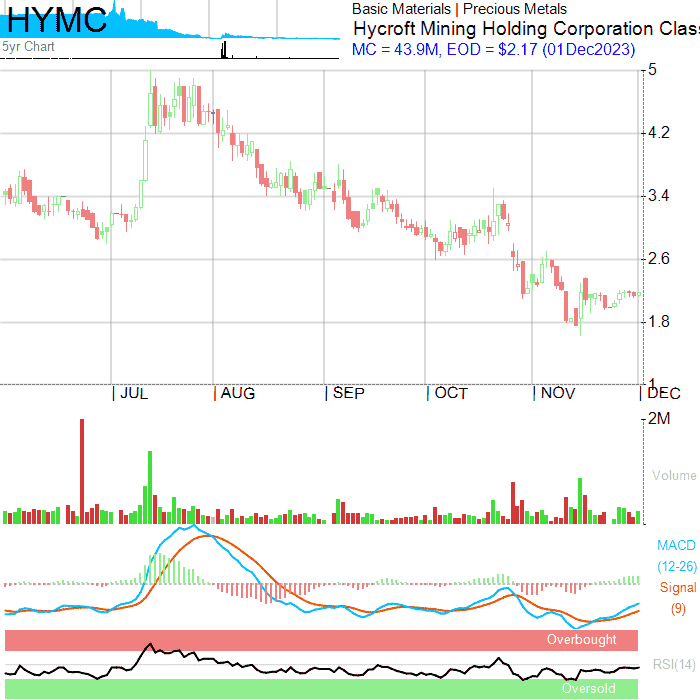 HYMC
5yr Chart
Basic Materials | Precious Metals
Hycroft Mining Holding Corporation Clas
MC = 43.9M, EOD = $2.17 (01Dec2023)
5
4.2
3.4
2.6
1.8
1
JUL
AUG
SEP
OCT
NOV
DEC
2M
Volume
MACD
(12-26)
Signal
(9)
Overbought
RSI(14)
Oversold